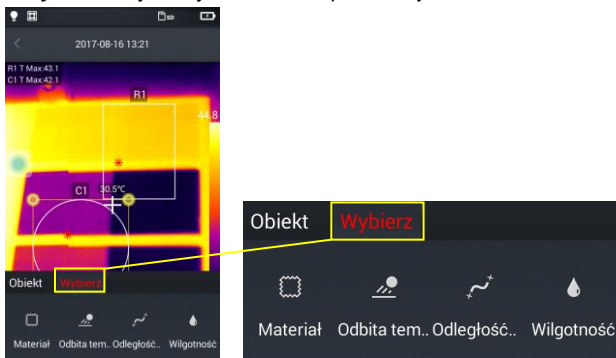 SD
2017-08-16 13:21
R1 T Max:43.1
C1 T Max:42.1
R1
44.8
C1
30.5℃
Obiekt Wybierz
Materiał Odbita tem.. Odległość.. Wilgotność
Obiekt Wybierz
Materiał Odbita tem.. Odległość.. Wilgotność